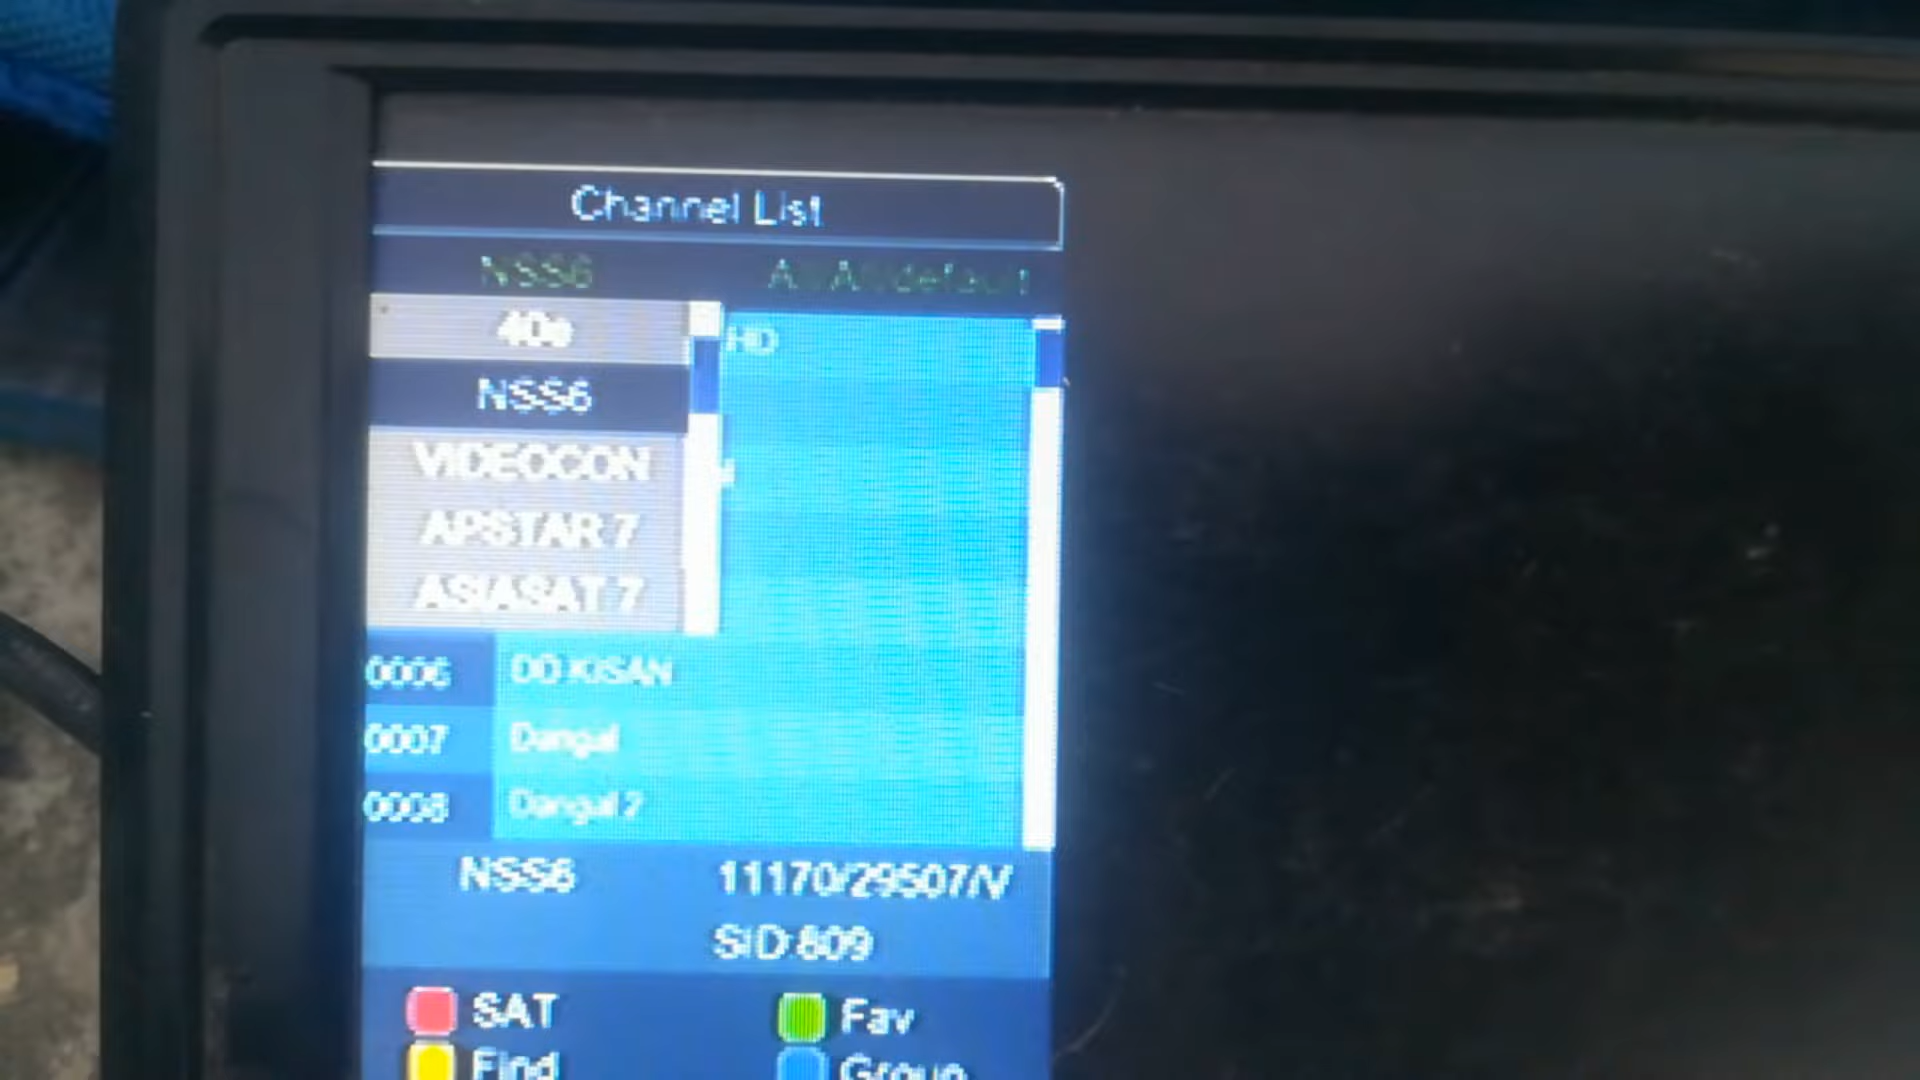 Channel List
NSS6
40e
HD
NSS6
VIDEOCON
APSTAR 7
ASIASAT 7
0006 DD KISAN
0007 Dangal
0008 Dangal 2
NSS6 11170/29507/V
SID:809
SAT Fav
Find Group